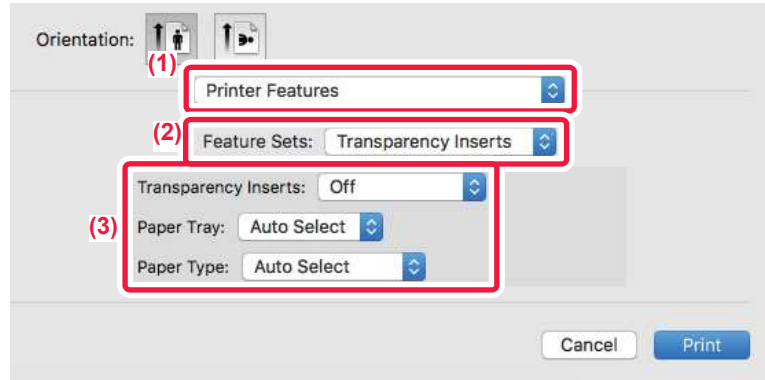 Orientation:
(1)
Printer Features
(2)
Feature Sets: Transparency Inserts
(3)
Transparency Inserts: Off
Paper Tray: Auto Select
Paper Type: Auto Select
Cancel Print